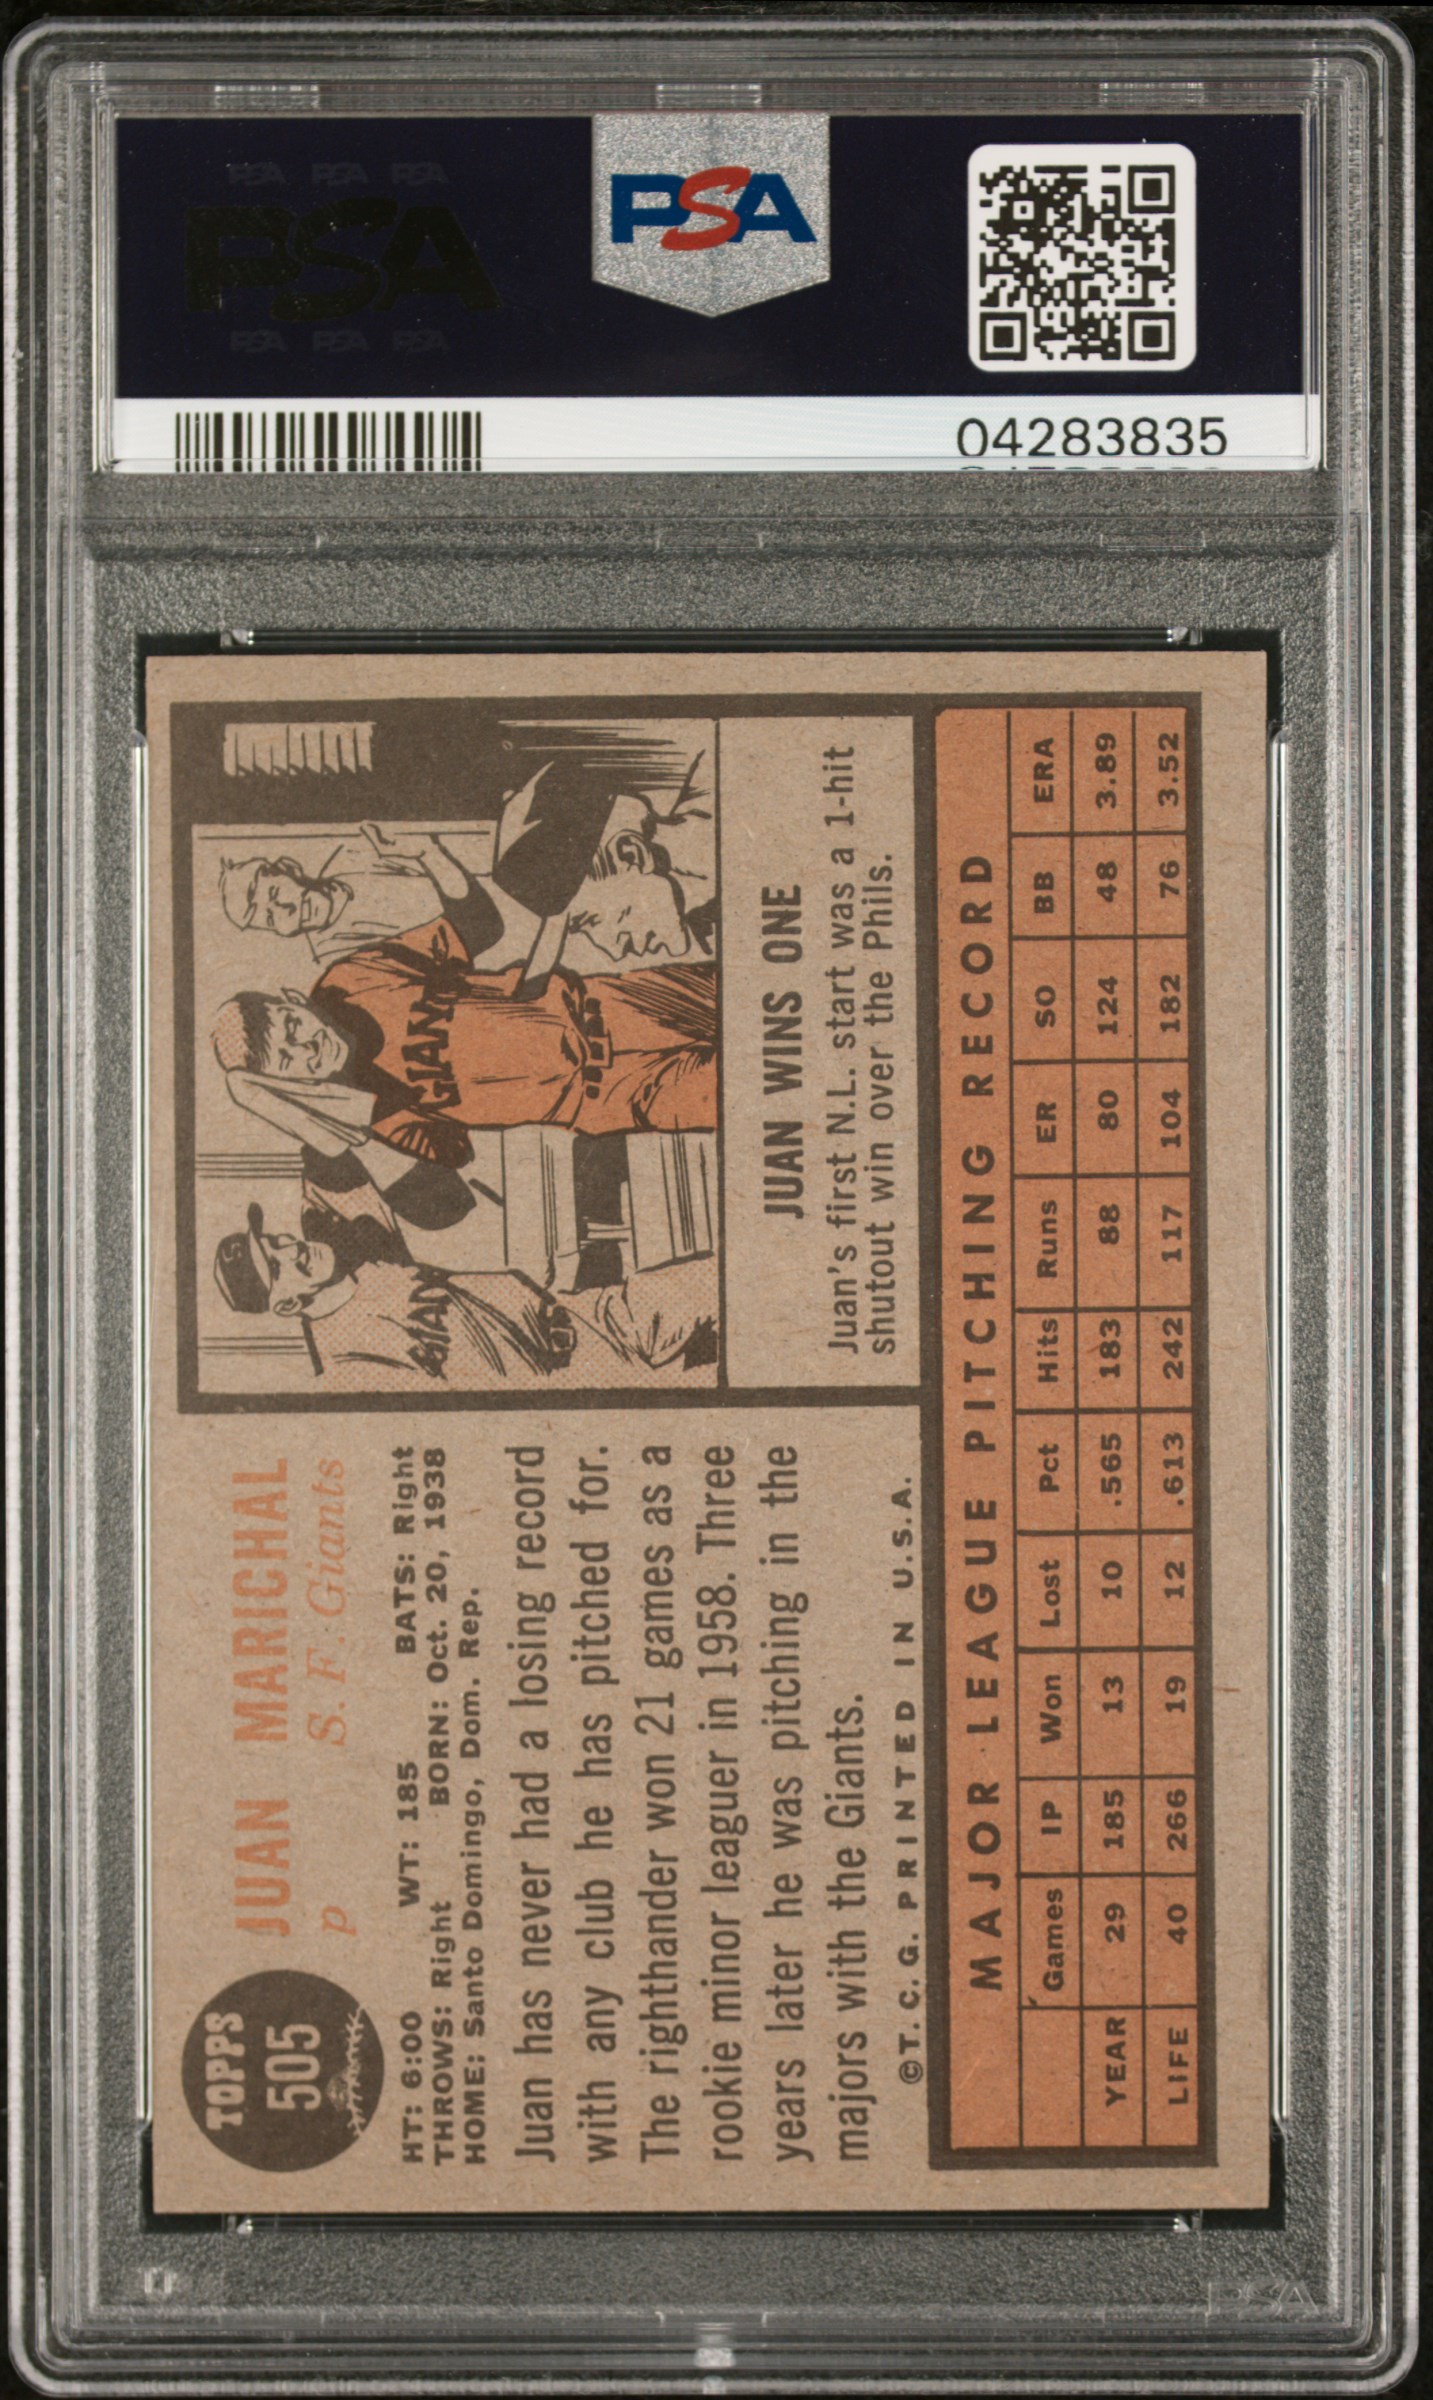 PSA PSA PSA
PSA
PSA PSA PSA
PSA
04283835
TOPPS
505
JUAN MARICHAL
p S. F. Giants
HT: 6:00 WT: 185 BATS: Right
THROWS: Right BORN: Oct. 20, 1938
HOME: Santo Domingo, Dom. Rep.
Juan has never had a losing record
with any club he has pitched for.
The righthander won 21 games as a
rookie minor leaguer in 1958. Three
years later he was pitching in the
majors with the Giants.
©T. C. G. PRINTED IN U.S.A.
GIAN
GIANT
JUAN WINS ONE
Juan's first N.L. start was a 1-hit
shutout win over the Phils.
MAJOR LEAGUE PITCHING RECORD
Games IP Won Lost Pct Hits Runs ER SO BB ERA
YEAR 29 185 13 10 .565 183 88 80 124 48 3.89
LIFE 40 266 19 12 .613 242 117 104 182 76 3.52
PSA